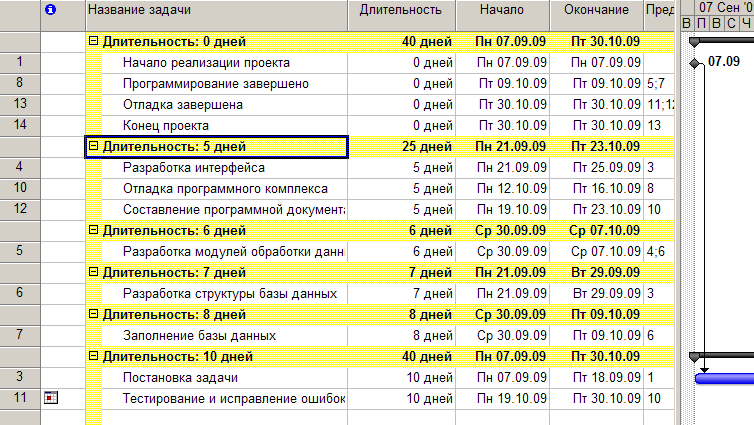 Название задачи Длительность Начало Окончание Пред 07 Сен '0
В П В С Ч
Длительность: 0 дней 40 дней Пн 07.09.09 Пт 30.10.09
1 Начало реализации проекта 0 дней Пн 07.09.09 Пн 07.09.09 07.09
8 Программирование завершено 0 дней Пт 09.10.09 Пт 09.10.09 5;7
13 Отладка завершена 0 дней Пт 30.10.09 Пт 30.10.09 11;12
14 Конец проекта 0 дней Пт 30.10.09 Пт 30.10.09 13
Длительность: 5 дней 25 дней Пн 21.09.09 Пт 23.10.09
4 Разработка интерфейса 5 дней Пн 21.09.09 Пт 25.09.09 3
10 Отладка программного комплекса 5 дней Пн 12.10.09 Пт 16.10.09 8
12 Составление программной документа 5 дней Пн 19.10.09 Пт 23.10.09 10
Длительность: 6 дней 6 дней Ср 30.09.09 Ср 07.10.09
5 Разработка модулей обработки данн 6 дней Ср 30.09.09 Ср 07.10.09 4;6
Длительность: 7 дней 7 дней Пн 21.09.09 Вт 29.09.09
6 Разработка структуры базы данных 7 дней Пн 21.09.09 Вт 29.09.09 3
Длительность: 8 дней 8 дней Ср 30.09.09 Пт 09.10.09
7 Заполнение базы данных 8 дней Ср 30.09.09 Пт 09.10.09 6
Длительность: 10 дней 40 дней Пн 07.09.09 Пт 30.10.09
3 Постановка задачи 10 дней Пн 07.09.09 Пт 18.09.09 1
11 Тестирование и исправление ошибок 10 дней Пн 19.10.09 Пт 30.10.09 10